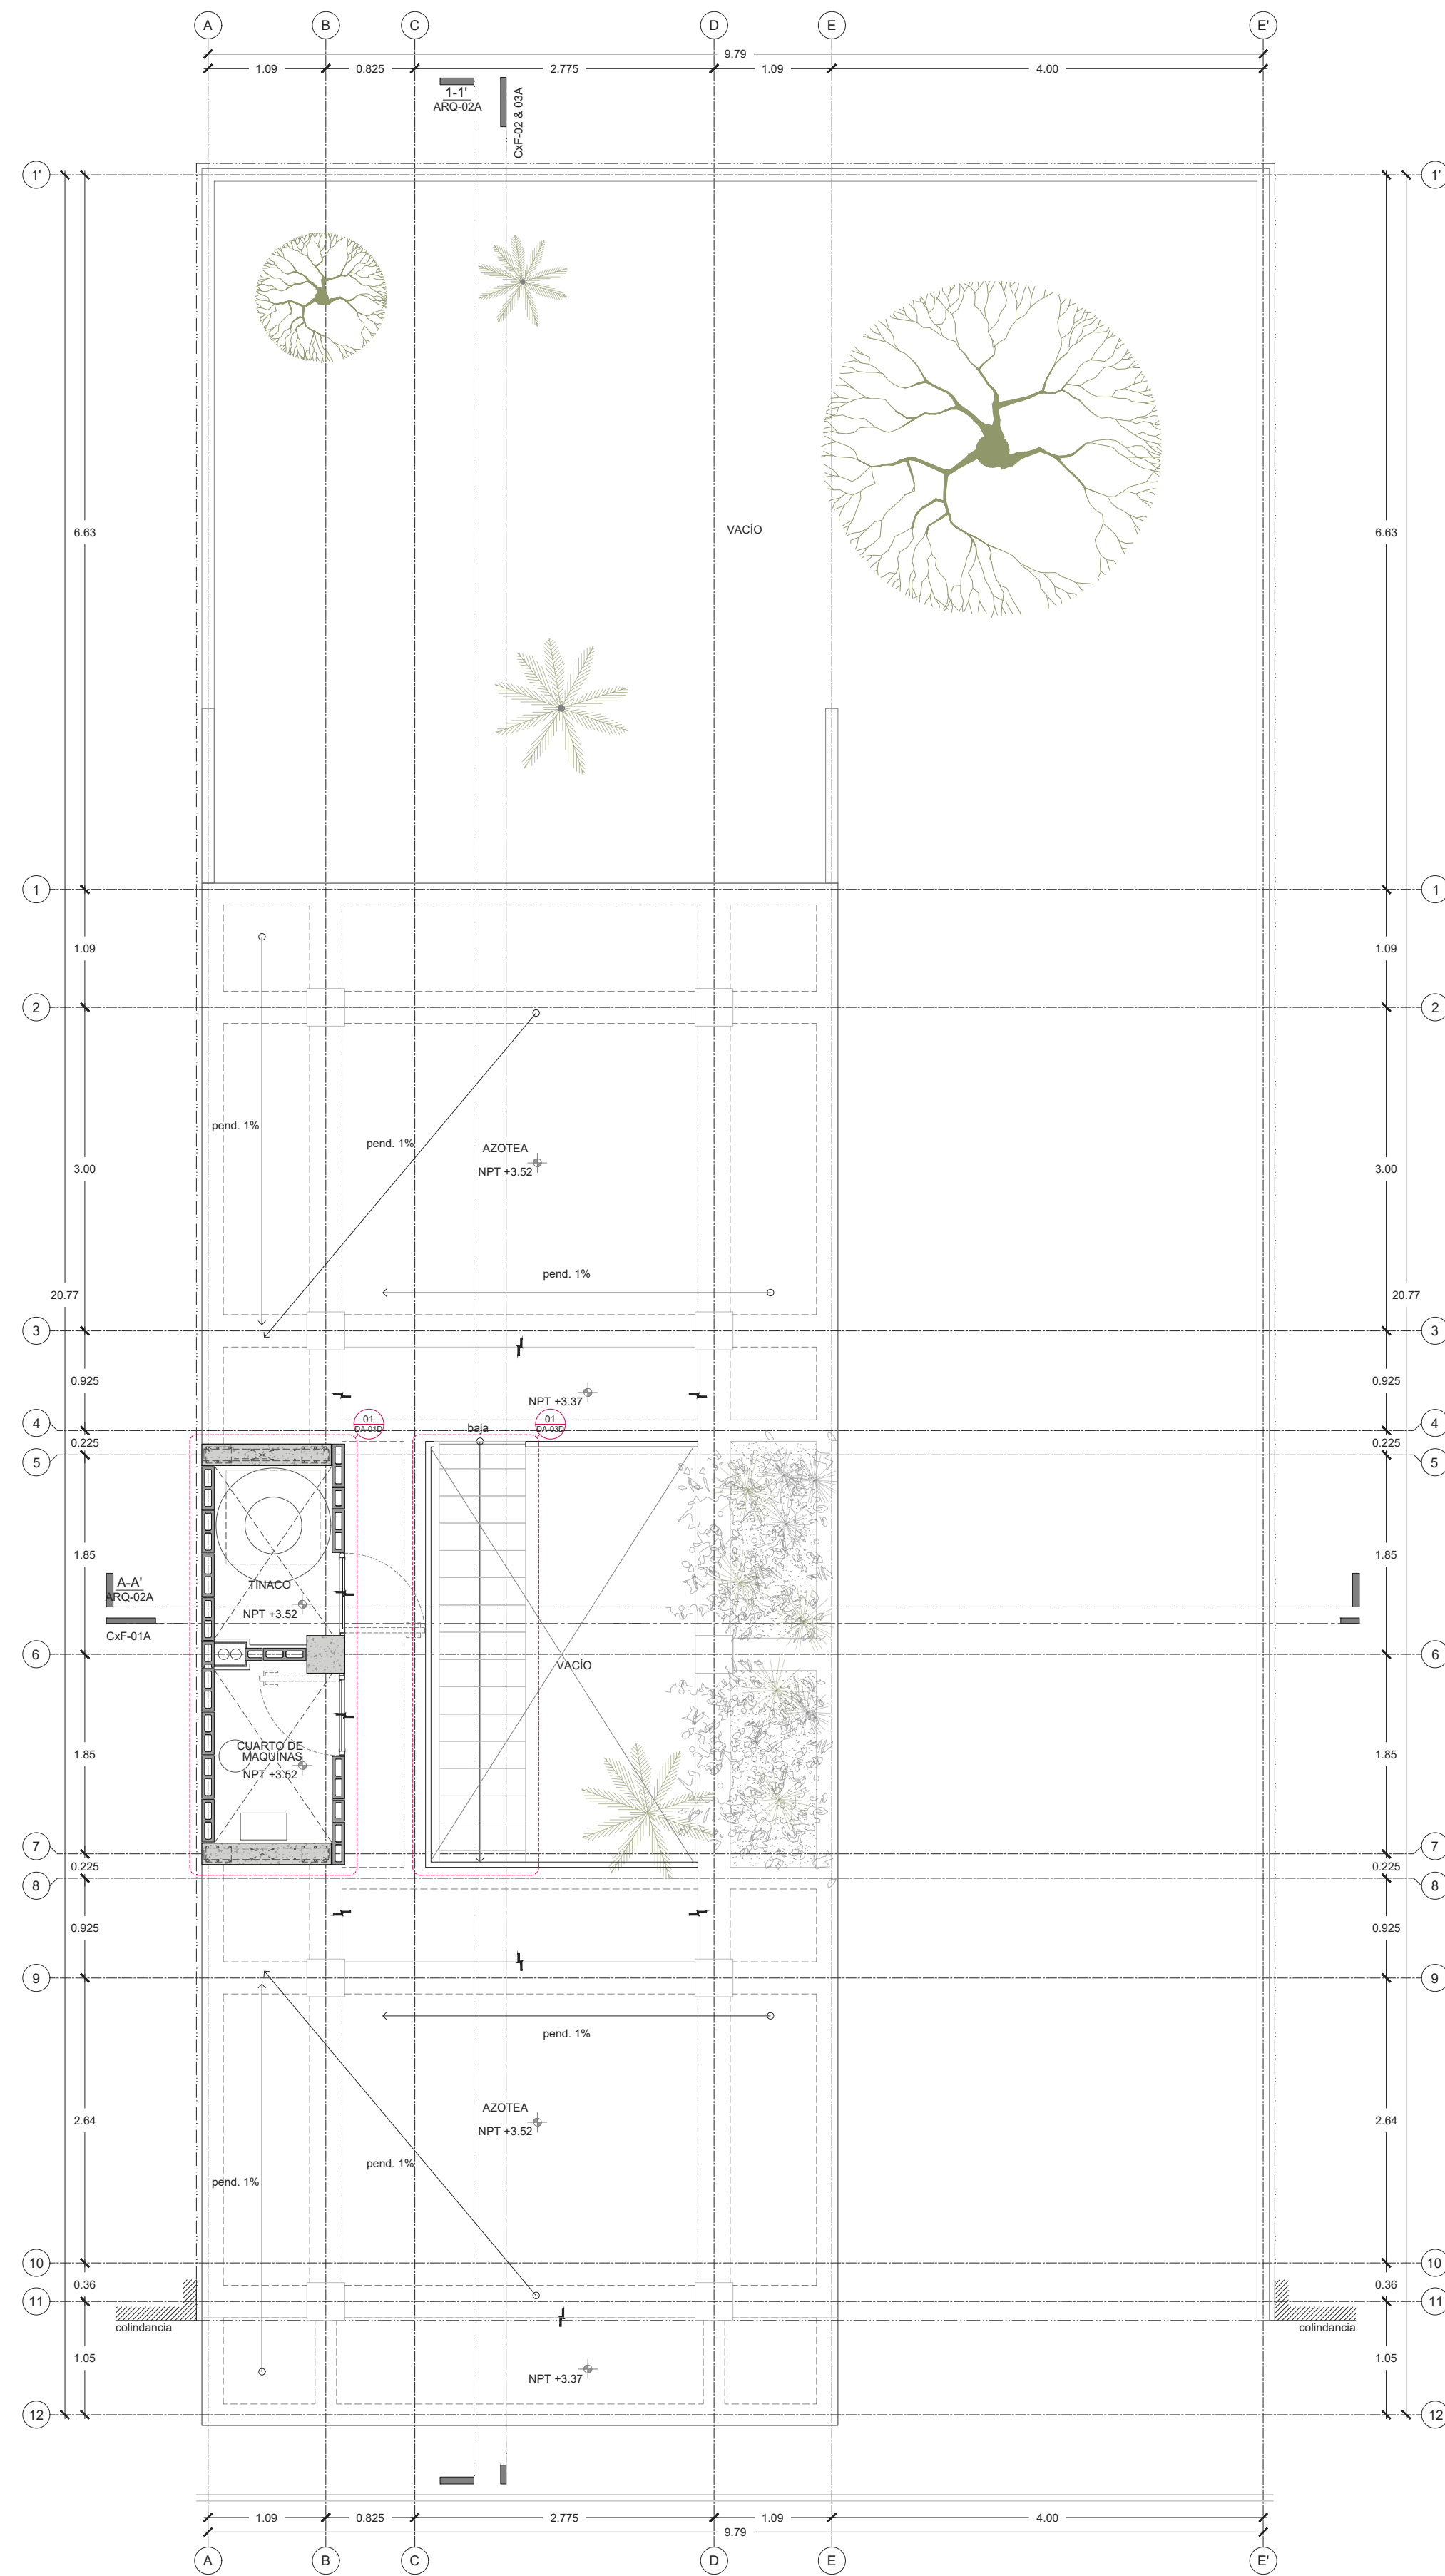 A B C D E E'
9.79
1.09 0.825 2.775 1.09 4.00
1-1'
ARQ-02A
CxF-02 & 03A
1' 1'
6.63 6.63
VACÍO
1 1
1.09 1.09
2 2
pend. 1%
pend. 1%
AZOTEA
NPT +3.52
3.00 3.00
pend. 1%
20.77 20.77
3 3
0.925 0.925
NPT +3.37
01
DA-01D
01
DA-03D
baja
4 4
0.225 0.225
5 5
1.85 1.85
TINACO
NPT +3.52
A-A'
ARQ-02A
CxF-01A
6 6
VACÍO
CUARTO DE
MAQUINAS
NPT +3.52
1.85 1.85
7 7
0.225 0.225
8 8
0.925 0.925
9 9
pend. 1%
AZOTEA
NPT +3.52
2.64 2.64
pend. 1%
pend. 1%
10 10
0.36 0.36
11 11
colindancia colindancia
1.05 1.05
NPT +3.37
12 12
1.09 0.825 2.775 1.09 4.00
9.79
A B C D E E'